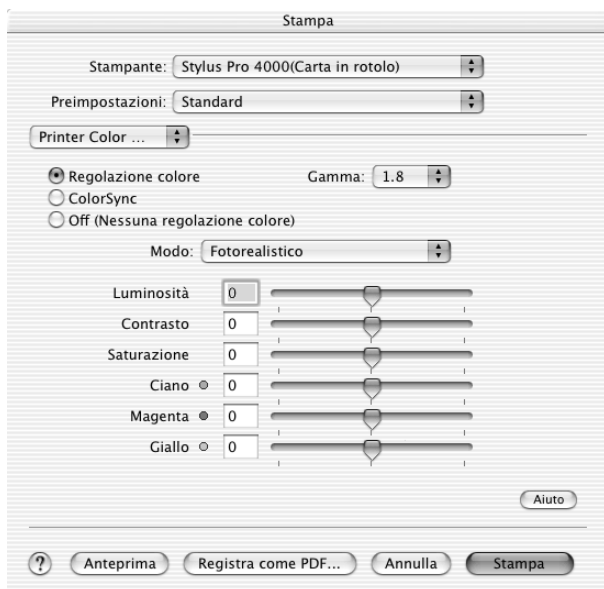 Stampa
Stampante: Stylus Pro 4000(Carta in rotolo)
Preimpostazioni: Standard
Printer Color ...
Regolazione colore Gamma: 1.8
ColorSync
Off (Nessuna regolazione colore)
Modo: Fotorealistico
Luminosità 0
Contrasto 0
Saturazione 0
Ciano 0
Magenta 0
Giallo 0
Aiuto
? Anteprima Registra come PDF... Annulla Stampa